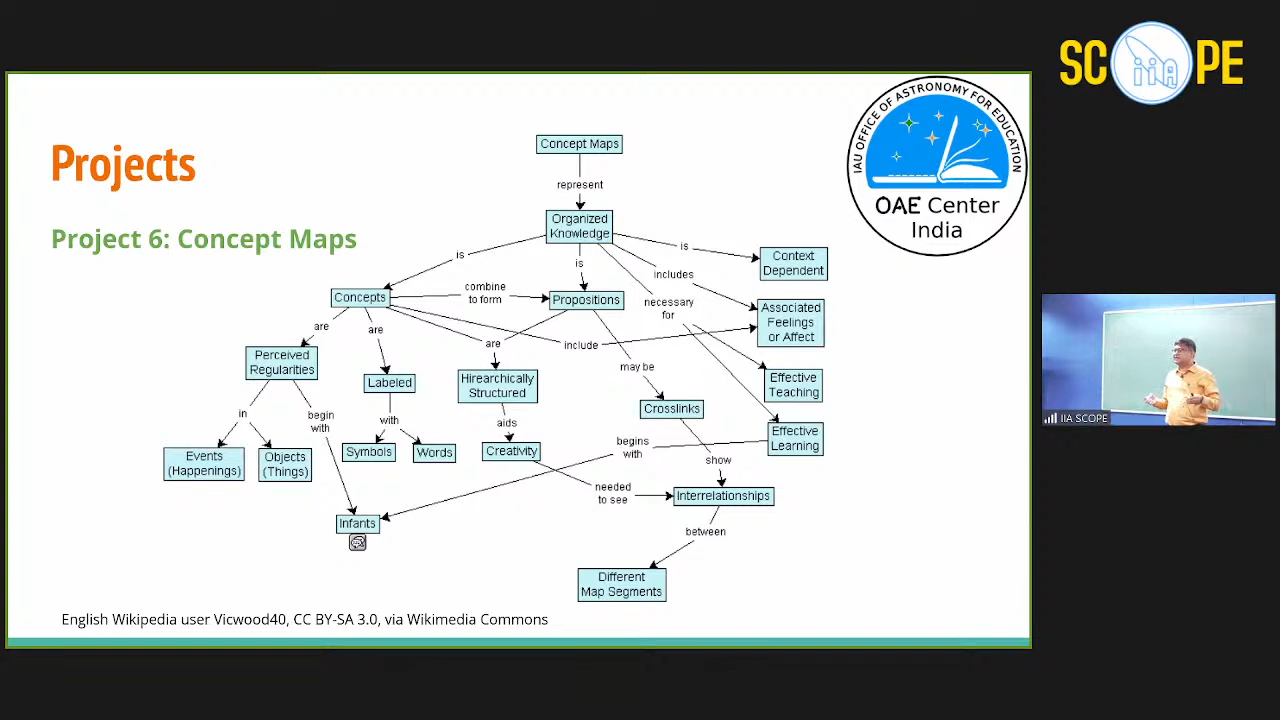 SC iiA PE
IAU OFFICE OF ASTRONOMY FOR EDUCATION
OAE Center
India
Projects
Project 6: Concept Maps
Concept Maps
represent
Organized
Knowledge
is
is
is
includes
necessary
for
Context
Dependent
Concepts
combine
to form
Propositions
Associated
Feelings
or Affect
are
are
are
include
may be
Perceived
Regularities
Labeled
Hirearchically
Structured
Effective
Teaching
Crosslinks
in
begin
with
with
aids
begins
with
Effective
Learning
Events
(Happenings)
Objects
(Things)
Symbols
Words
Creativity
show
needed
to see
Interrelationships
Infants
between
Different
Map Segments
English Wikipedia user Vicwood40, CC BY-SA 3.0, via Wikimedia Commons
IIA SCOPE